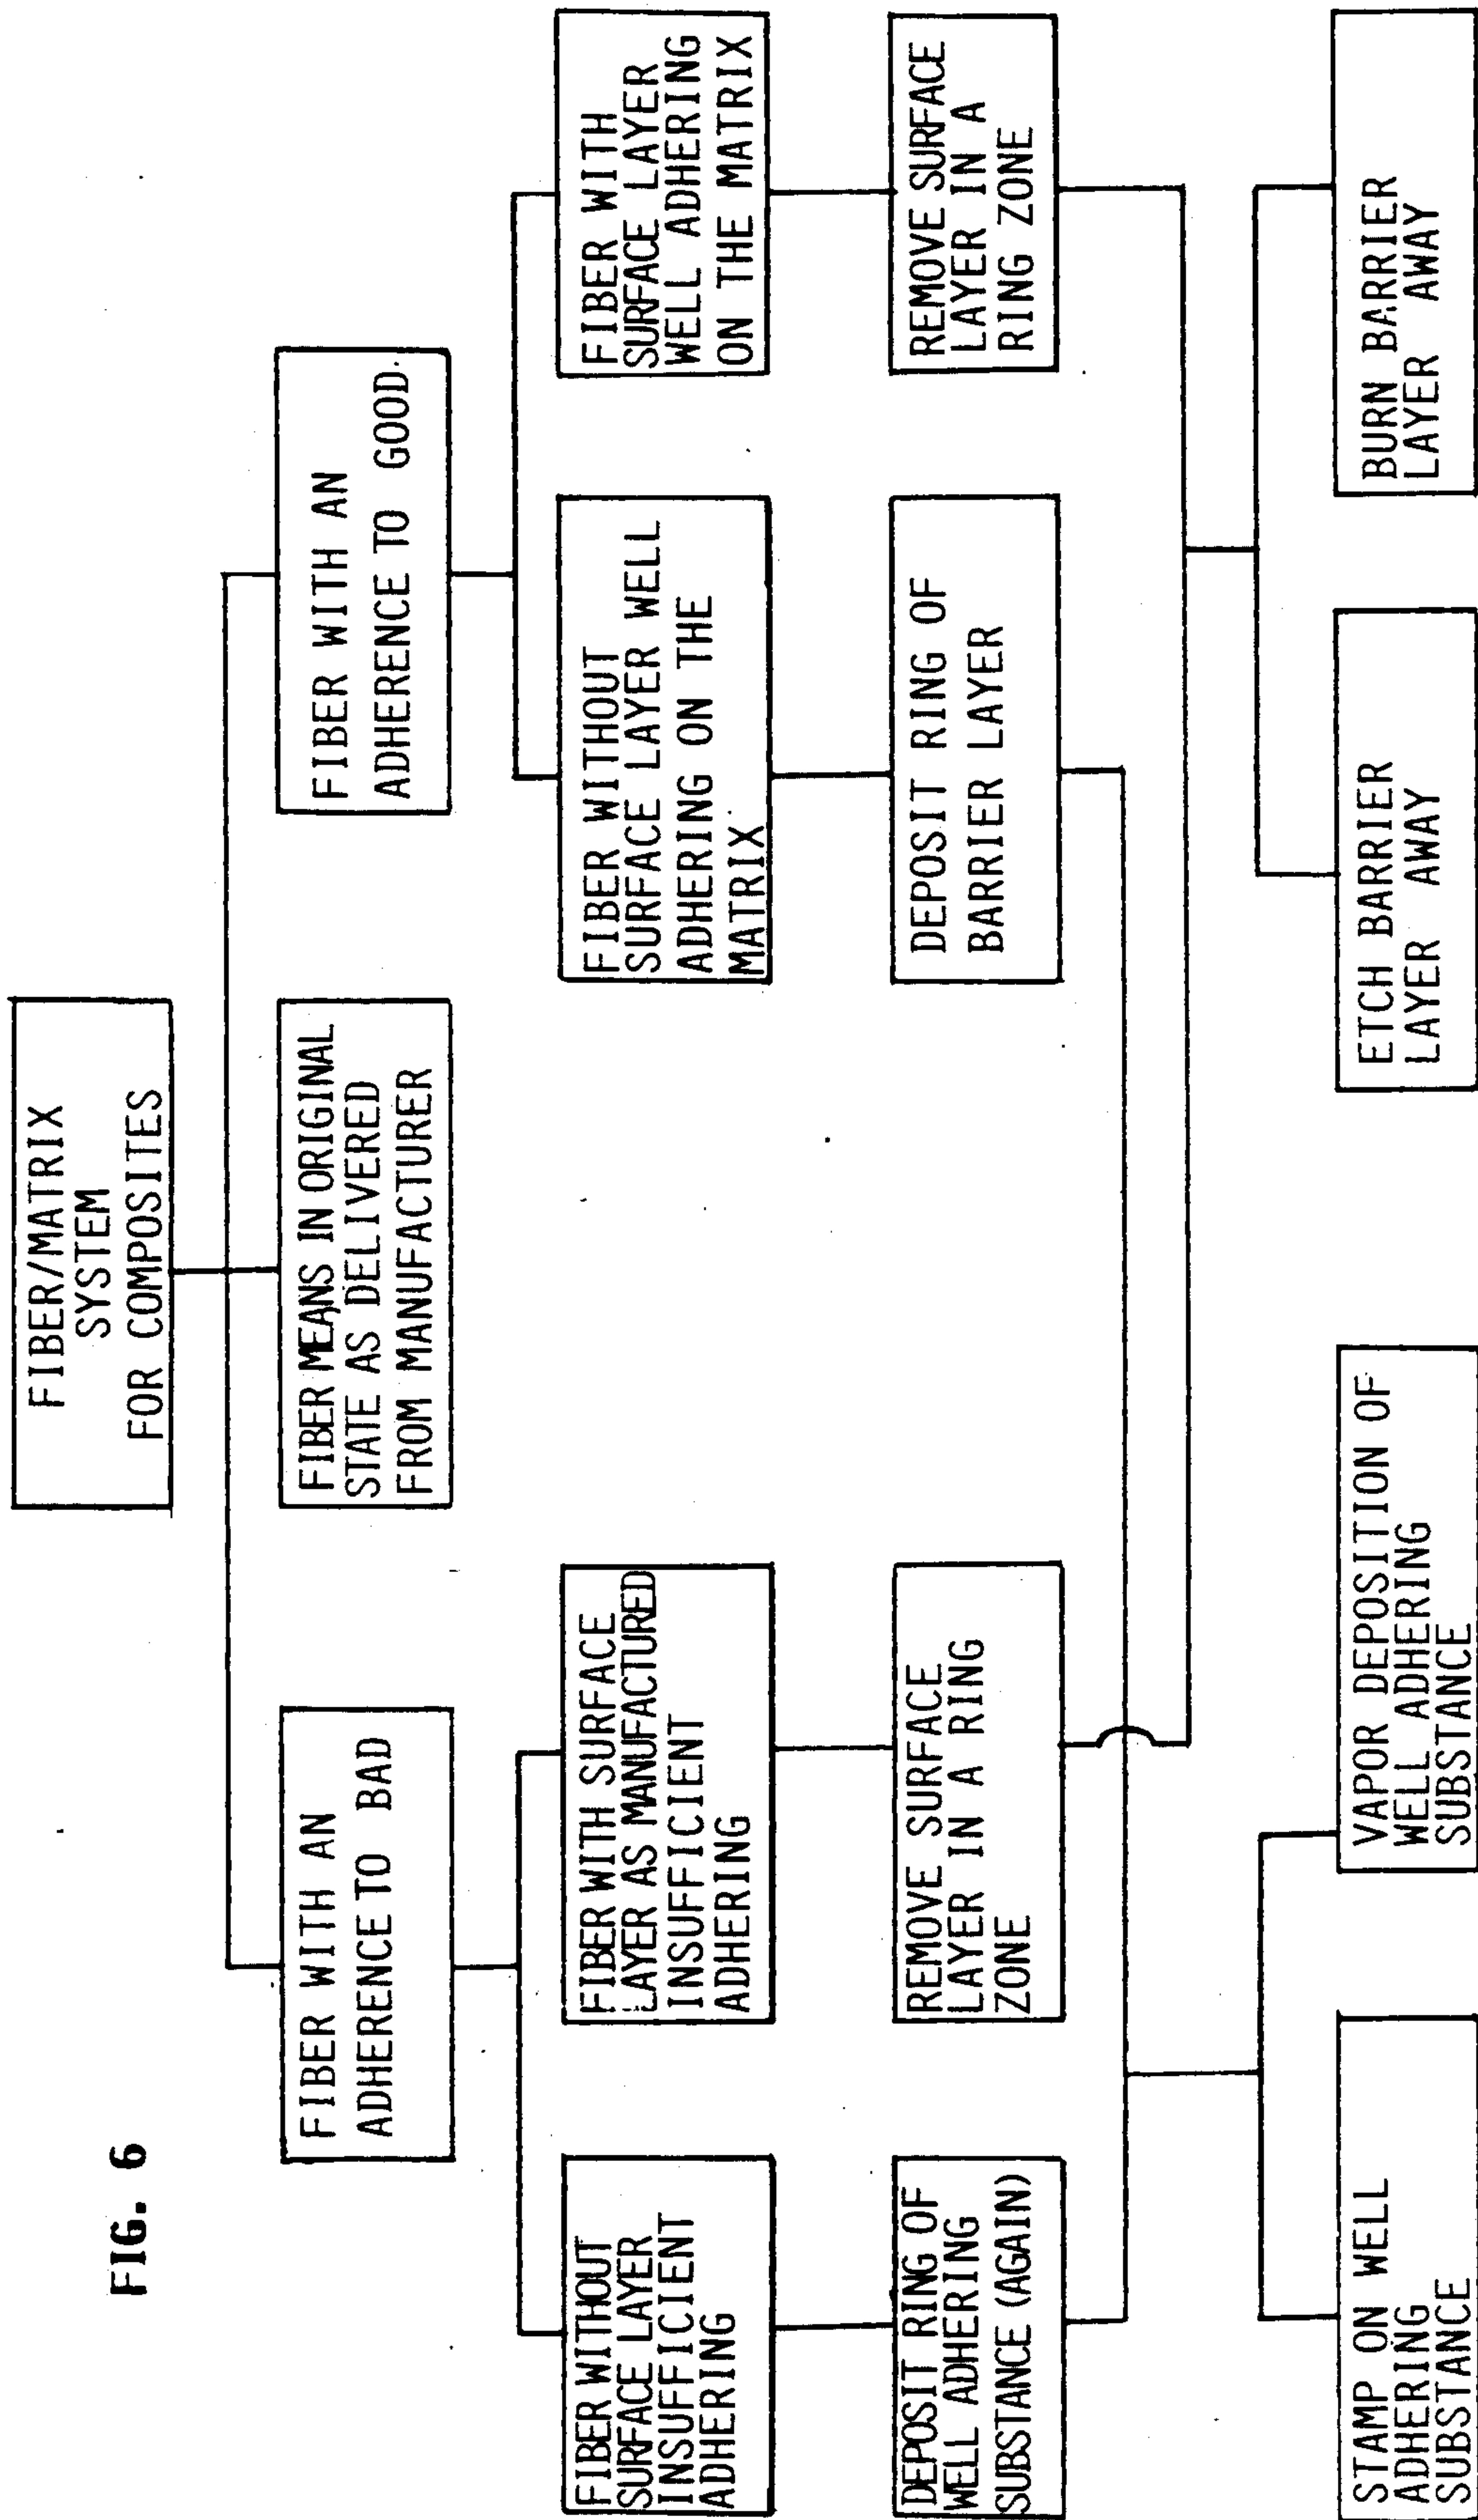 FIG. 6
FIBER/MATRIX
SYSTEM
FOR COMPOSITES
FIBER WITH AN
ADHERENCE TO BAD
FIBER MEANS IN ORIGINAL
STATE AS DELIVERED
FROM MANUFACTURER
FIBER WITH AN
ADHERENCE TO GOOD
FIBER WITHOUT
SURFACE LAYER
INSUFFICIENT
ADHERING
FIBER WITH SURFACE
LAYER AS MANUFACTURED
INSUFFICIENT
ADHERING
FIBER WITHOUT
SURFACE LAYER WELL
ADHERING ON THE
MATRIX
FIBER WITH
SURFACE LAYER
WELL ADHERING
ON THE MATRIX
DEPOSIT RING OF
WELL ADHERING
SUBSTANCE (AGAIN)
REMOVE SURFACE
LAYER IN A RING
ZONE
DEPOSIT RING OF
BARRIER LAYER
REMOVE SURFACE
LAYER IN A
RING ZONE
STAMP ON WELL
ADHERING
SUBSTANCE
VAPOR DEPOSITION OF
WELL ADHERING
SUBSTANCE
ETCH BARRIER
LAYER AWAY
BURN BARRIER
LAYER AWAY